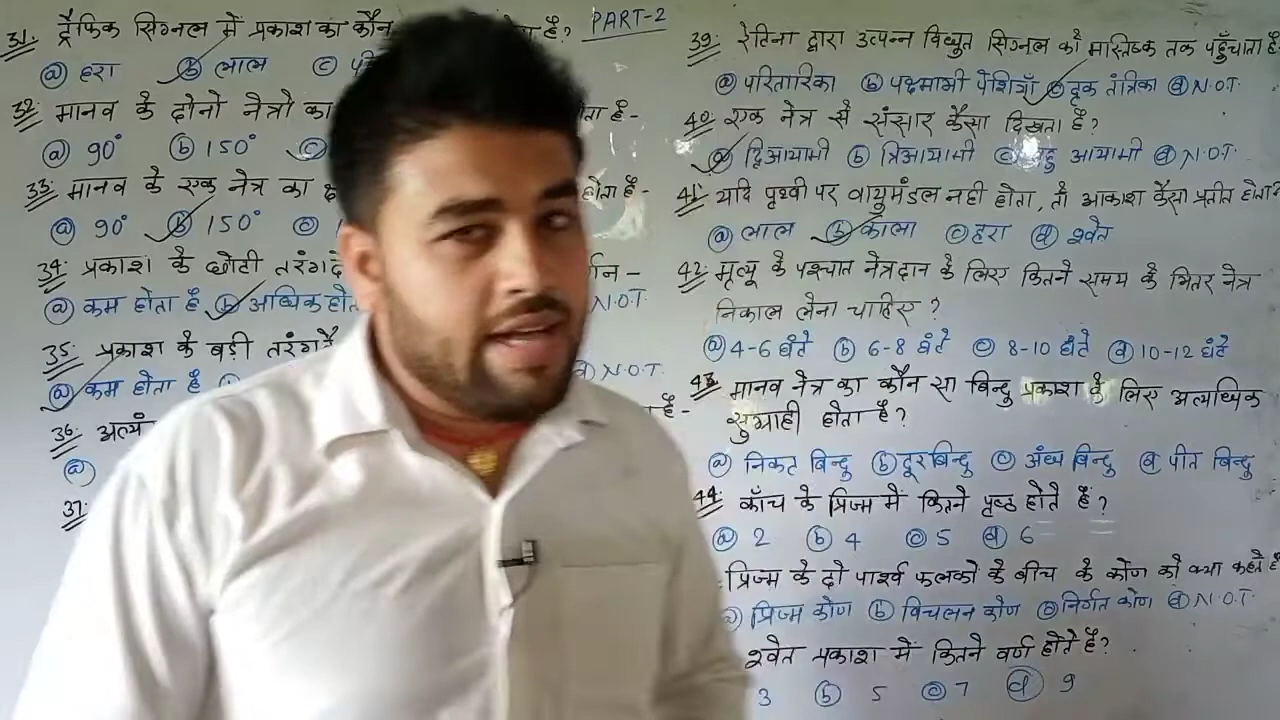 PART-2
31. ट्रैफिक सिग्नल में प्रकाश का कौन है?
(a) हरा (b) लाल (c)
32. मानव के दोनो नेत्रो का होता है-
(a) 90° (b) 150° (c)
33. मानव के एक नेत्र का होता है-
(a) 90° (b) 150° (c)
34. प्रकाश के छोटी तरंगदै
(a) कम होता है (b) अधिक होता N.O.T.
35. प्रकाश के बड़ी तरंगदै
(a) कम होता है (d) N.O.T.
36. अत्यं है-
(a)
37.
39. रेटिना द्वारा उत्पन्न विद्युत सिग्नल को मास्तिष्क तक पहुँचाता है
(a) परितारिका (b) पक्ष्माभी पेशियाँ (c) दृक तंत्रिका (d) N.O.T.
40. एक नेत्र से संसार कैसा दिखता है?
(a) द्विआयामी (b) त्रिआयामी (c) बहु आयामी (d) N.O.T.
41. यदि पृथ्वी पर वायुमंडल नही होता, तो आकाश कैसा प्रतीत होता?
(a) लाल (b) काला (c) हरा (d) श्वेत
42. मृत्यू के पश्चात नेत्रदान के लिए कितने समय के भितर नेत्र
निकाल लेना चाहिए?
(a) 4-6 घंटे (b) 6-8 घंटे (c) 8-10 घंटे (d) 10-12 घंटे
43. मानव नेत्र का कौन सा बिन्दु प्रकाश के लिए अत्यधिक
सुग्राही होता है?
(a) निकट बिन्दु (b) दूर बिन्दु (c) अंध बिन्दु (d) पीत बिन्दु
44. काँच के प्रिज्म में कितने पृष्ठ होते हैं?
(a) 2 (b) 4 (c) 5 (d) 6
प्रिज्म के दो पार्श्व फलको के बीच के कोण को क्या कहते है
(a) प्रिज्म कोण (b) विचलन कोण (c) निर्गत कोण (d) N.O.T.
श्वेत प्रकाश में कितने वर्ण होते है?
3 (b) 5 (c) 7 (d) 9